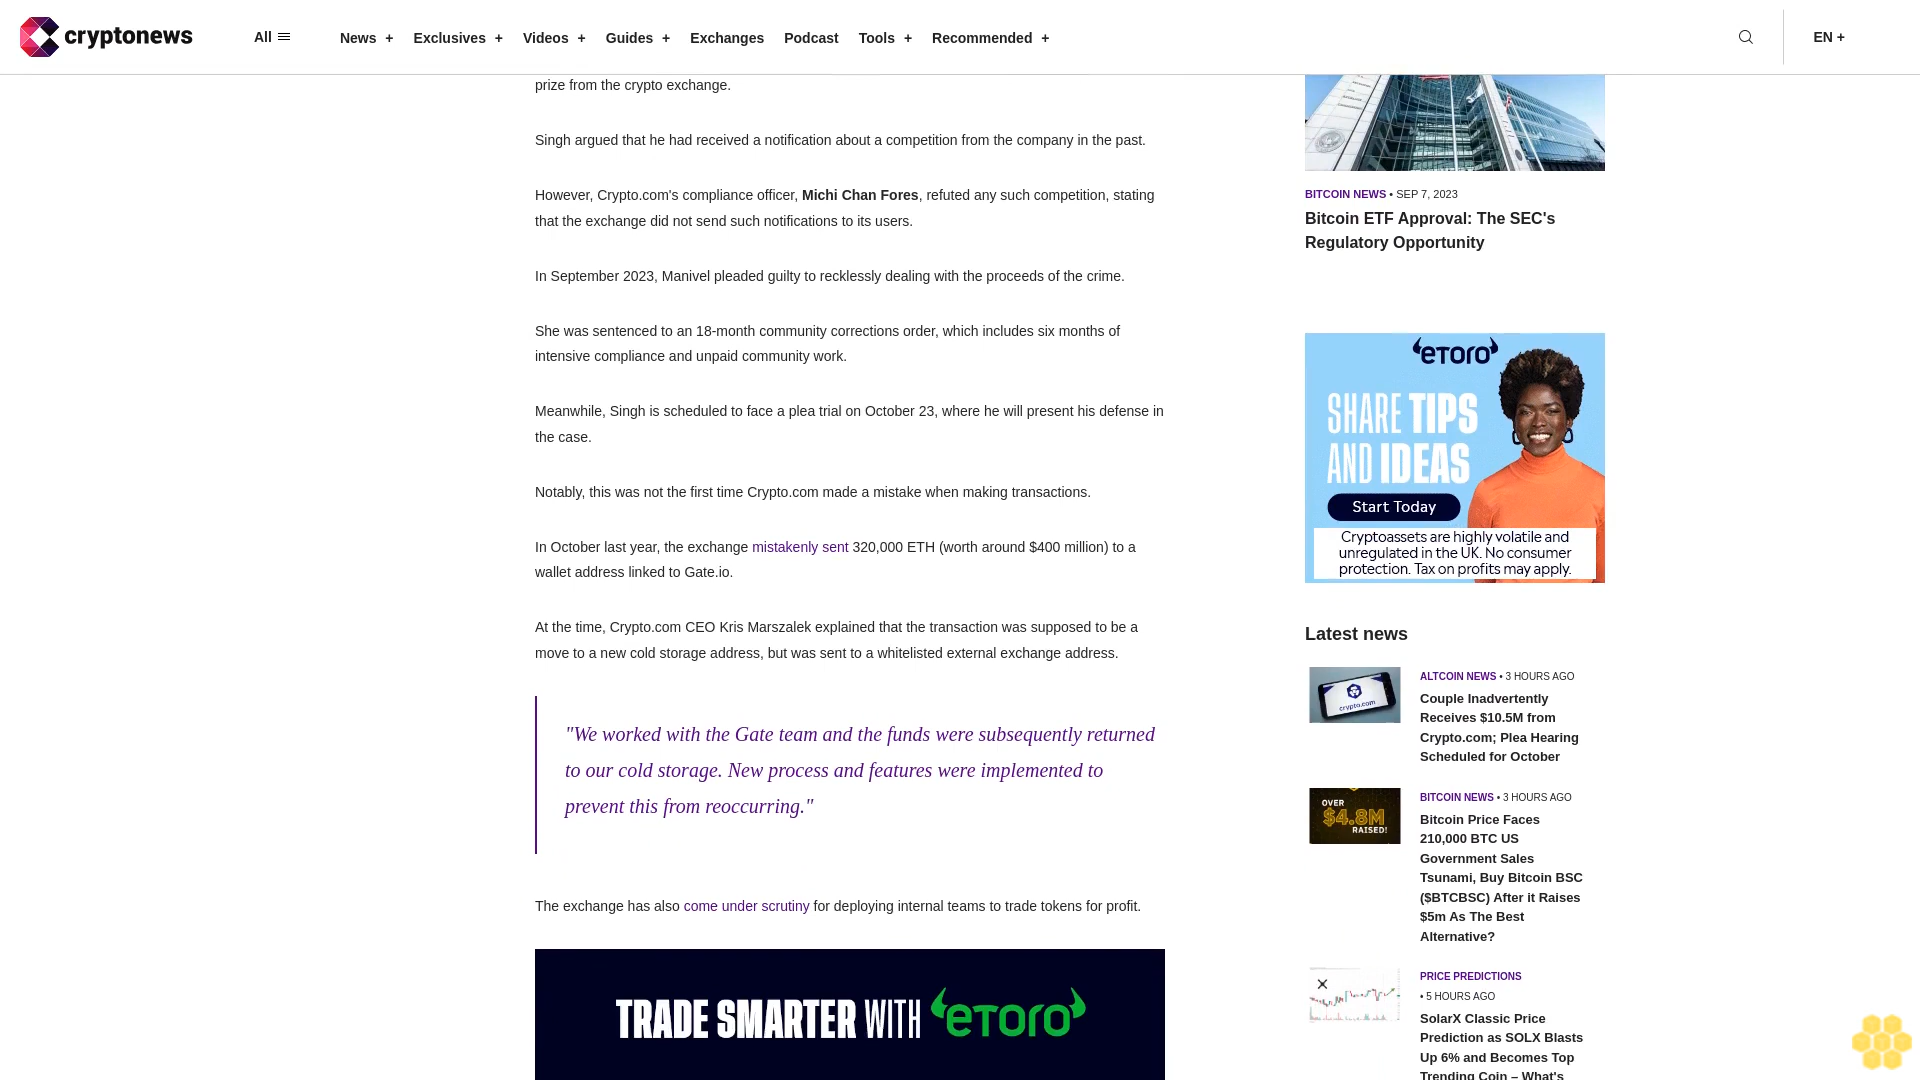 cryptonews
All
News +
Exclusives +
Videos +
Guides +
Exchanges
Podcast
Tools +
Recommended +
EN +
prize from the crypto exchange.
Singh argued that he had received a notification about a competition from the company in the past.
However, Crypto.com's compliance officer, Michi Chan Fores, refuted any such competition, stating
that the exchange did not send such notifications to its users.
In September 2023, Manivel pleaded guilty to recklessly dealing with the proceeds of the crime.
She was sentenced to an 18-month community corrections order, which includes six months of
intensive compliance and unpaid community work.
Meanwhile, Singh is scheduled to face a plea trial on October 23, where he will present his defense in
the case.
Notably, this was not the first time Crypto.com made a mistake when making transactions.
In October last year, the exchange mistakenly sent 320,000 ETH (worth around $400 million) to a
wallet address linked to Gate.io.
At the time, Crypto.com CEO Kris Marszalek explained that the transaction was supposed to be a
move to a new cold storage address, but was sent to a whitelisted external exchange address.
"We worked with the Gate team and the funds were subsequently returned
to our cold storage. New process and features were implemented to
prevent this from reoccurring."
The exchange has also come under scrutiny for deploying internal teams to trade tokens for profit.
TRADE SMARTER WITH eToro
BITCOIN NEWS • SEP 7, 2023
Bitcoin ETF Approval: The SEC's
Regulatory Opportunity
eToro
SHARE TIPS
AND IDEAS
Start Today
Cryptoassets are highly volatile and
unregulated in the UK. No consumer
protection. Tax on profits may apply.
Latest news
crypto.com
ALTCOIN NEWS • 3 HOURS AGO
Couple Inadvertently
Receives $10.5M from
Crypto.com; Plea Hearing
Scheduled for October
OVER
$4.8M
RAISED!
BITCOIN NEWS • 3 HOURS AGO
Bitcoin Price Faces
210,000 BTC US
Government Sales
Tsunami, Buy Bitcoin BSC
($BTCBSC) After it Raises
$5m As The Best
Alternative?
PRICE PREDICTIONS
• 5 HOURS AGO
SolarX Classic Price
Prediction as SOLX Blasts
Up 6% and Becomes Top
Trending Coin – What's